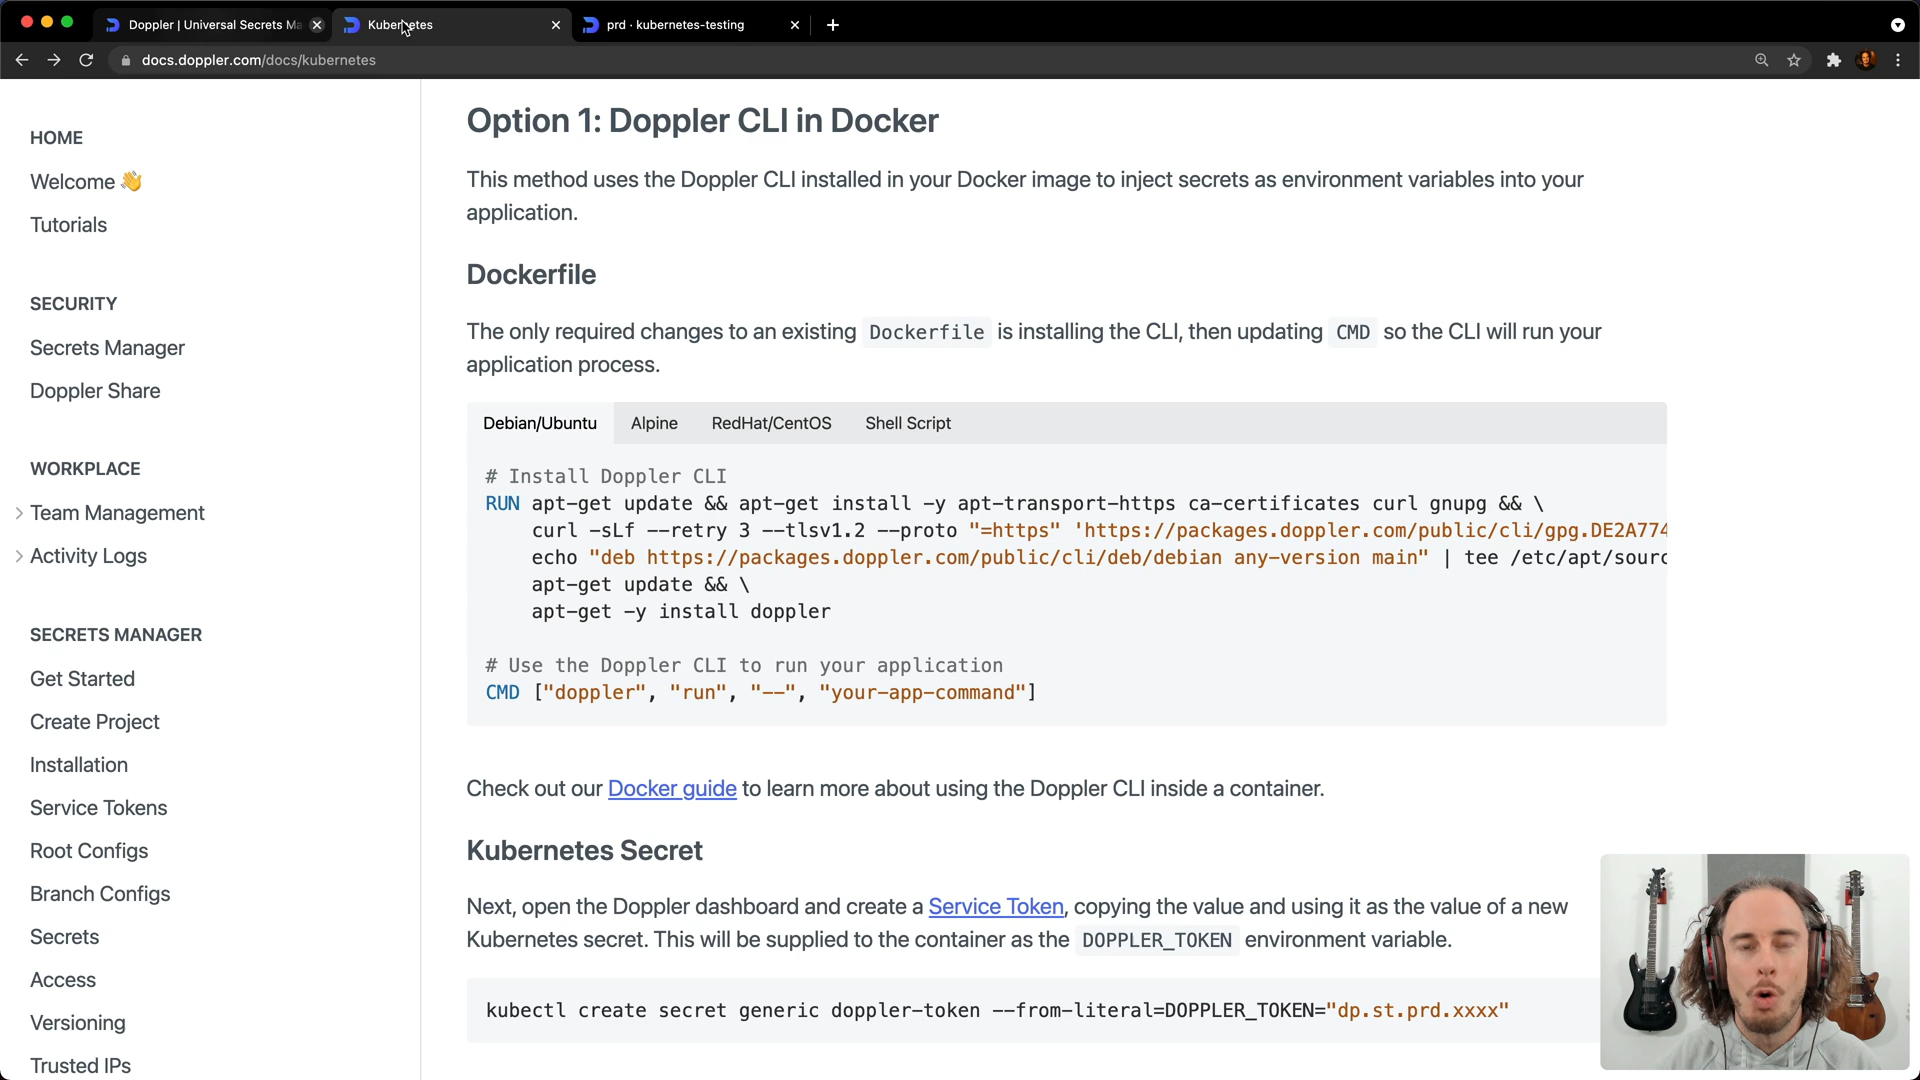 Doppler | Universal Secrets Ma
Kubernetes
prd · kubernetes-testing
docs.doppler.com/docs/kubernetes
HOME
Welcome 👋
Tutorials
SECURITY
Secrets Manager
Doppler Share
WORKPLACE
Team Management
Activity Logs
SECRETS MANAGER
Get Started
Create Project
Installation
Service Tokens
Root Configs
Branch Configs
Secrets
Access
Versioning
Trusted IPs
Option 1: Doppler CLI in Docker
This method uses the Doppler CLI installed in your Docker image to inject secrets as environment variables into your
application.
Dockerfile
The only required changes to an existing Dockerfile is installing the CLI, then updating CMD so the CLI will run your
application process.
Debian/Ubuntu Alpine RedHat/CentOS Shell Script
# Install Doppler CLI
RUN apt-get update && apt-get install -y apt-transport-https ca-certificates curl gnupg && \
curl -sLf --retry 3 --tlsv1.2 --proto "=https" 'https://packages.doppler.com/public/cli/gpg.DE2A774
echo "deb https://packages.doppler.com/public/cli/deb/debian any-version main" | tee /etc/apt/sourc
apt-get update && \
apt-get -y install doppler
# Use the Doppler CLI to run your application
CMD ["doppler", "run", "--", "your-app-command"]
Check out our Docker guide to learn more about using the Doppler CLI inside a container.
Kubernetes Secret
Next, open the Doppler dashboard and create a Service Token, copying the value and using it as the value of a new
Kubernetes secret. This will be supplied to the container as the DOPPLER_TOKEN environment variable.
kubectl create secret generic doppler-token --from-literal=DOPPLER_TOKEN="dp.st.prd.xxxx"